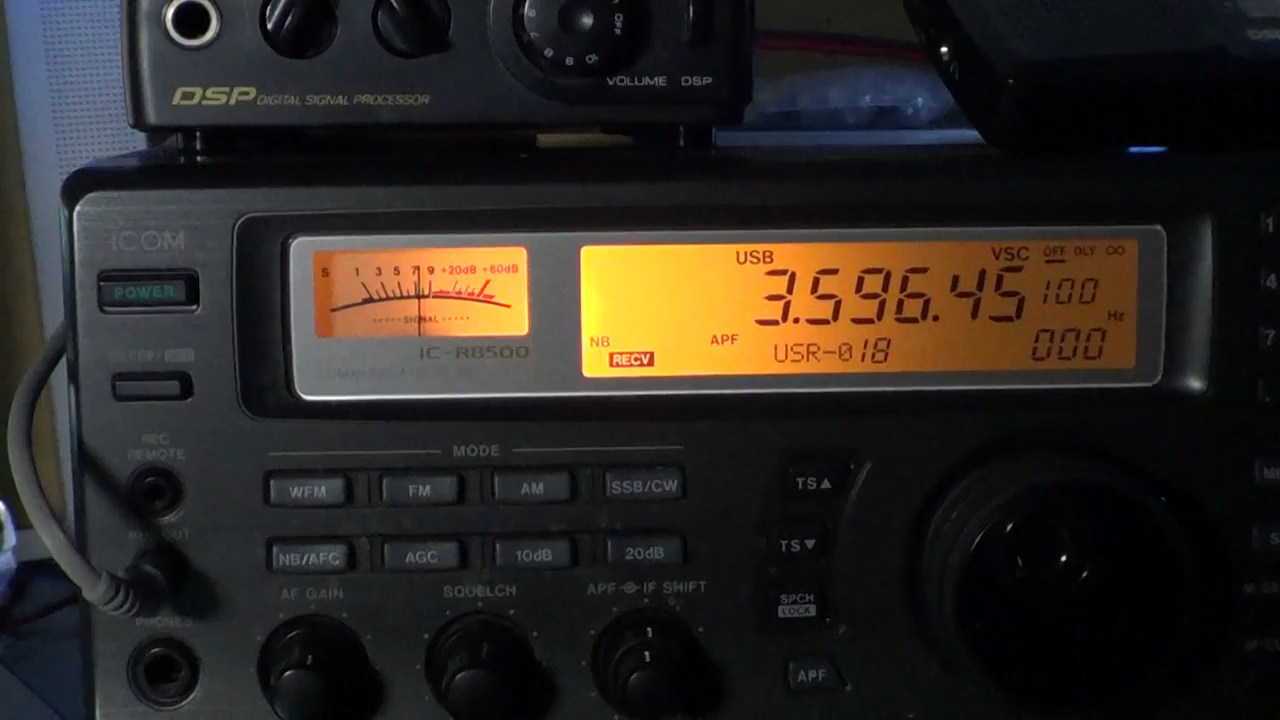 OFF
VOLUME DSP
DSP DIGITAL SIGNAL PROCESSOR
ICOM
POWER
S 1 3 5 7 9 +20dB +60dB
SIGNAL
IC-R8500
USB
VSC OFF DLY
3.596.45 100
Hz
NB
RECV
APF
USR-018
000
1
4
7
REC
REMOTE
MODE
WFM
FM
AM
SSB/CW
TS▲
NB/AFC
AGC
10dB
20dB
TS▼
AF GAIN
SQUELCH
APF IF SHIFT
SPCH
LOCK
PHONES
APF